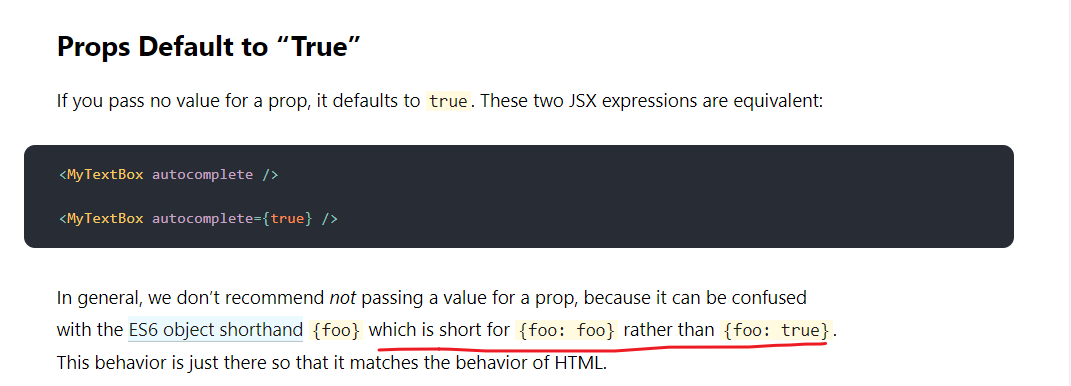 Props Default to “True”
If you pass no value for a prop, it defaults to true. These two JSX expressions are equivalent:
<MyTextBox autocomplete />
<MyTextBox autocomplete={true} />
In general, we don’t recommend not passing a value for a prop, because it can be confused
with the ES6 object shorthand {foo} which is short for {foo: foo} rather than {foo: true}.
This behavior is just there so that it matches the behavior of HTML.